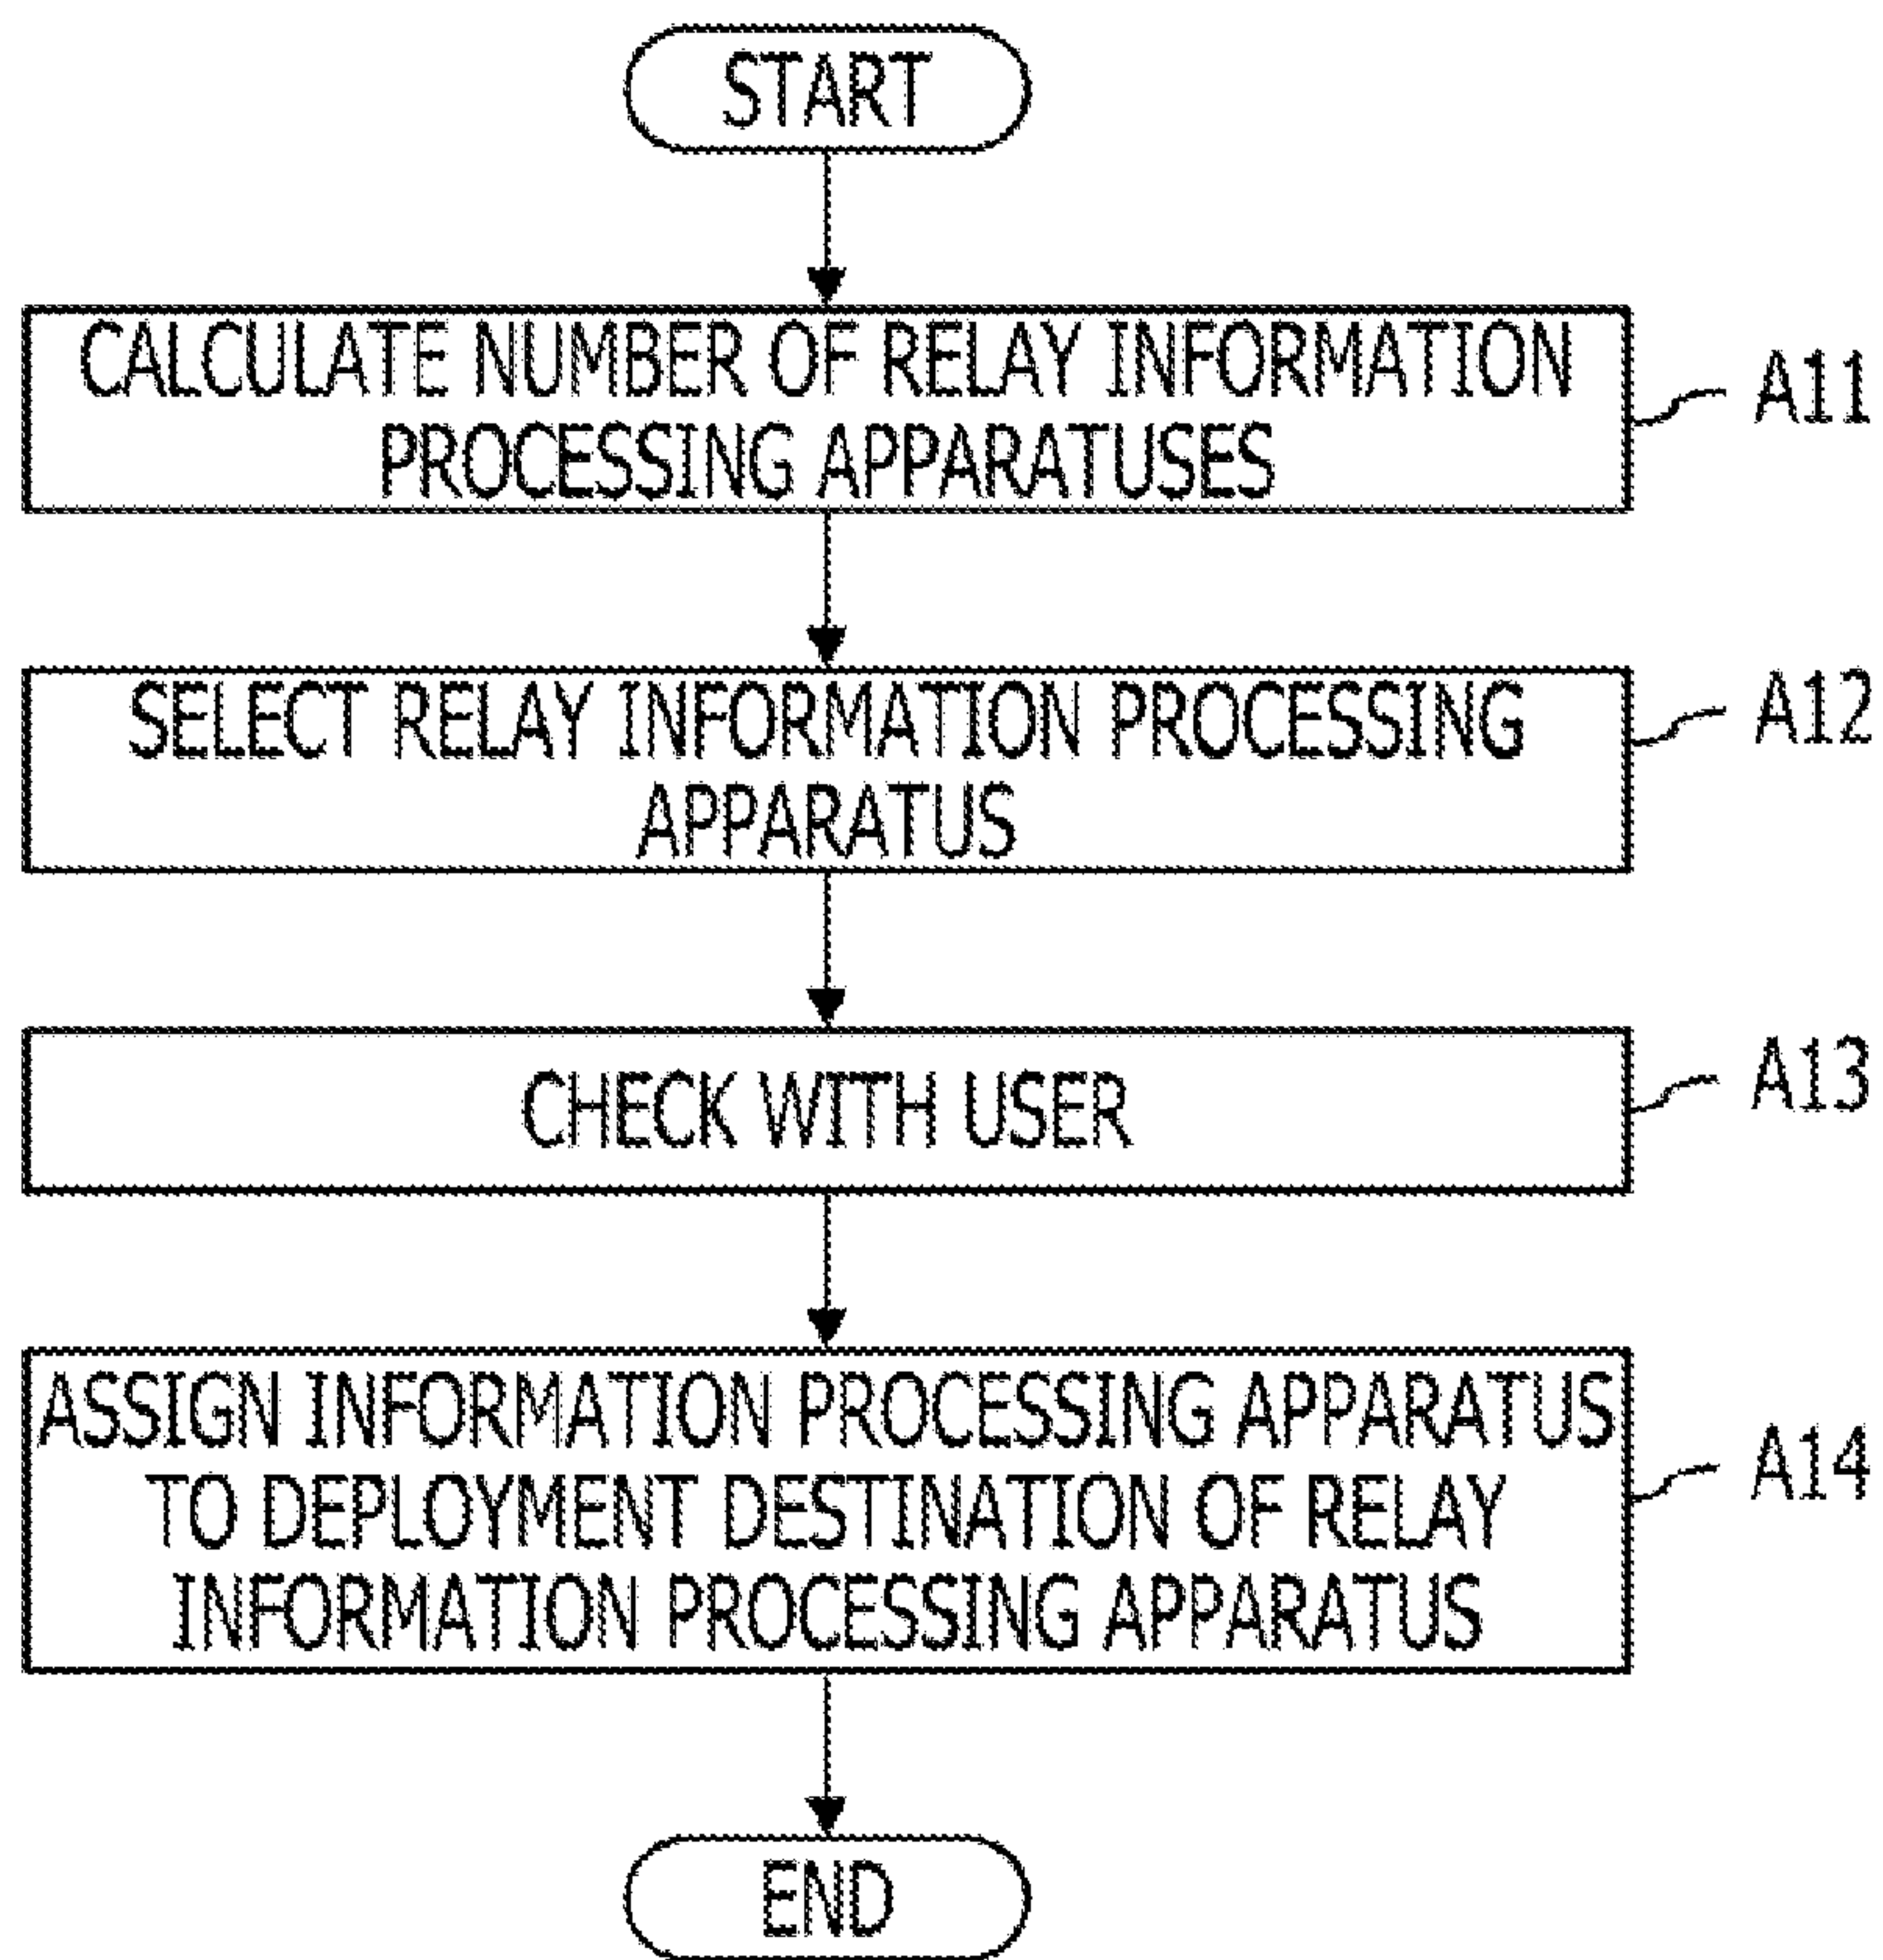 START
CALCULATE NUMBER OF RELAY INFORMATION
PROCESSING APPARATUSES
A11
SELECT RELAY INFORMATION PROCESSING
APPARATUS
A12
CHECK WITH USER
A13
ASSIGN INFORMATION PROCESSING APPARATUS
TO DEPLOYMENT DESTINATION OF RELAY
INFORMATION PROCESSING APPARATUS
A14
END